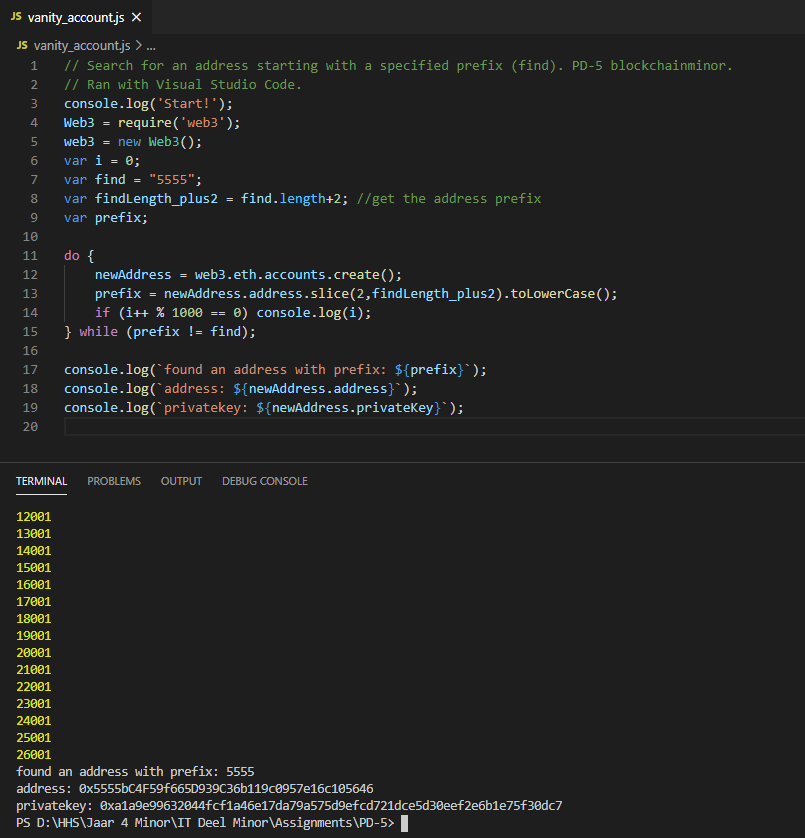 JS vanity_account.js ×
JS vanity_account.js > ...
1 // Search for an address starting with a specified prefix (find). PD-5 blockchainminor.
2 // Ran with Visual Studio Code.
3 console.log('Start!');
4 Web3 = require('web3');
5 web3 = new Web3();
6 var i = 0;
7 var find = "5555";
8 var findLength_plus2 = find.length+2; //get the address prefix
9 var prefix;
10
11 do {
12     newAddress = web3.eth.accounts.create();
13     prefix = newAddress.address.slice(2,findLength_plus2).toLowerCase();
14     if (i++ % 1000 == 0) console.log(i);
15 } while (prefix != find);
16
17 console.log(`found an address with prefix: ${prefix}`);
18 console.log(`address: ${newAddress.address}`);
19 console.log(`privatekey: ${newAddress.privateKey}`);
20
TERMINAL PROBLEMS OUTPUT DEBUG CONSOLE
12001
13001
14001
15001
16001
17001
18001
19001
20001
21001
22001
23001
24001
25001
26001
found an address with prefix: 5555
address: 0x5555bC4F59f665D939C36b119c0957e16c105646
privatekey: 0xa1a9e99632044fcf1a46e17da79a575d9efcd721dce5d30eef2e6b1e75f30dc7
PS D:\HHS\Jaar 4 Minor\IT Deel Minor\Assignments\PD-5>